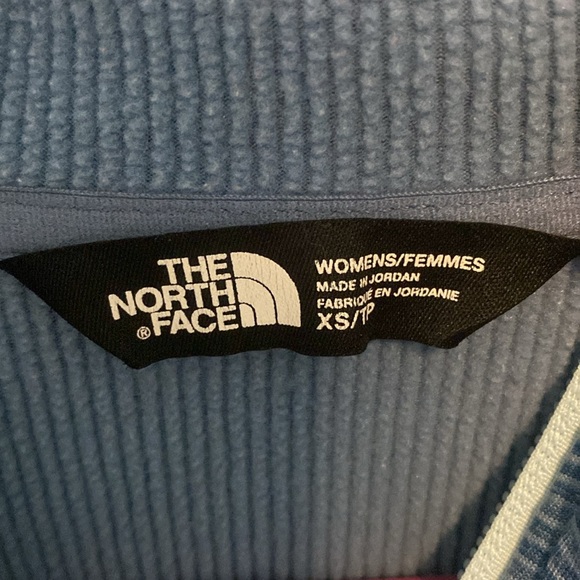 THE
NORTH
FACE
®
WOMENS/FEMMES
MADE IN JORDAN
FABRIQUÉ EN JORDANIE
XS/TP